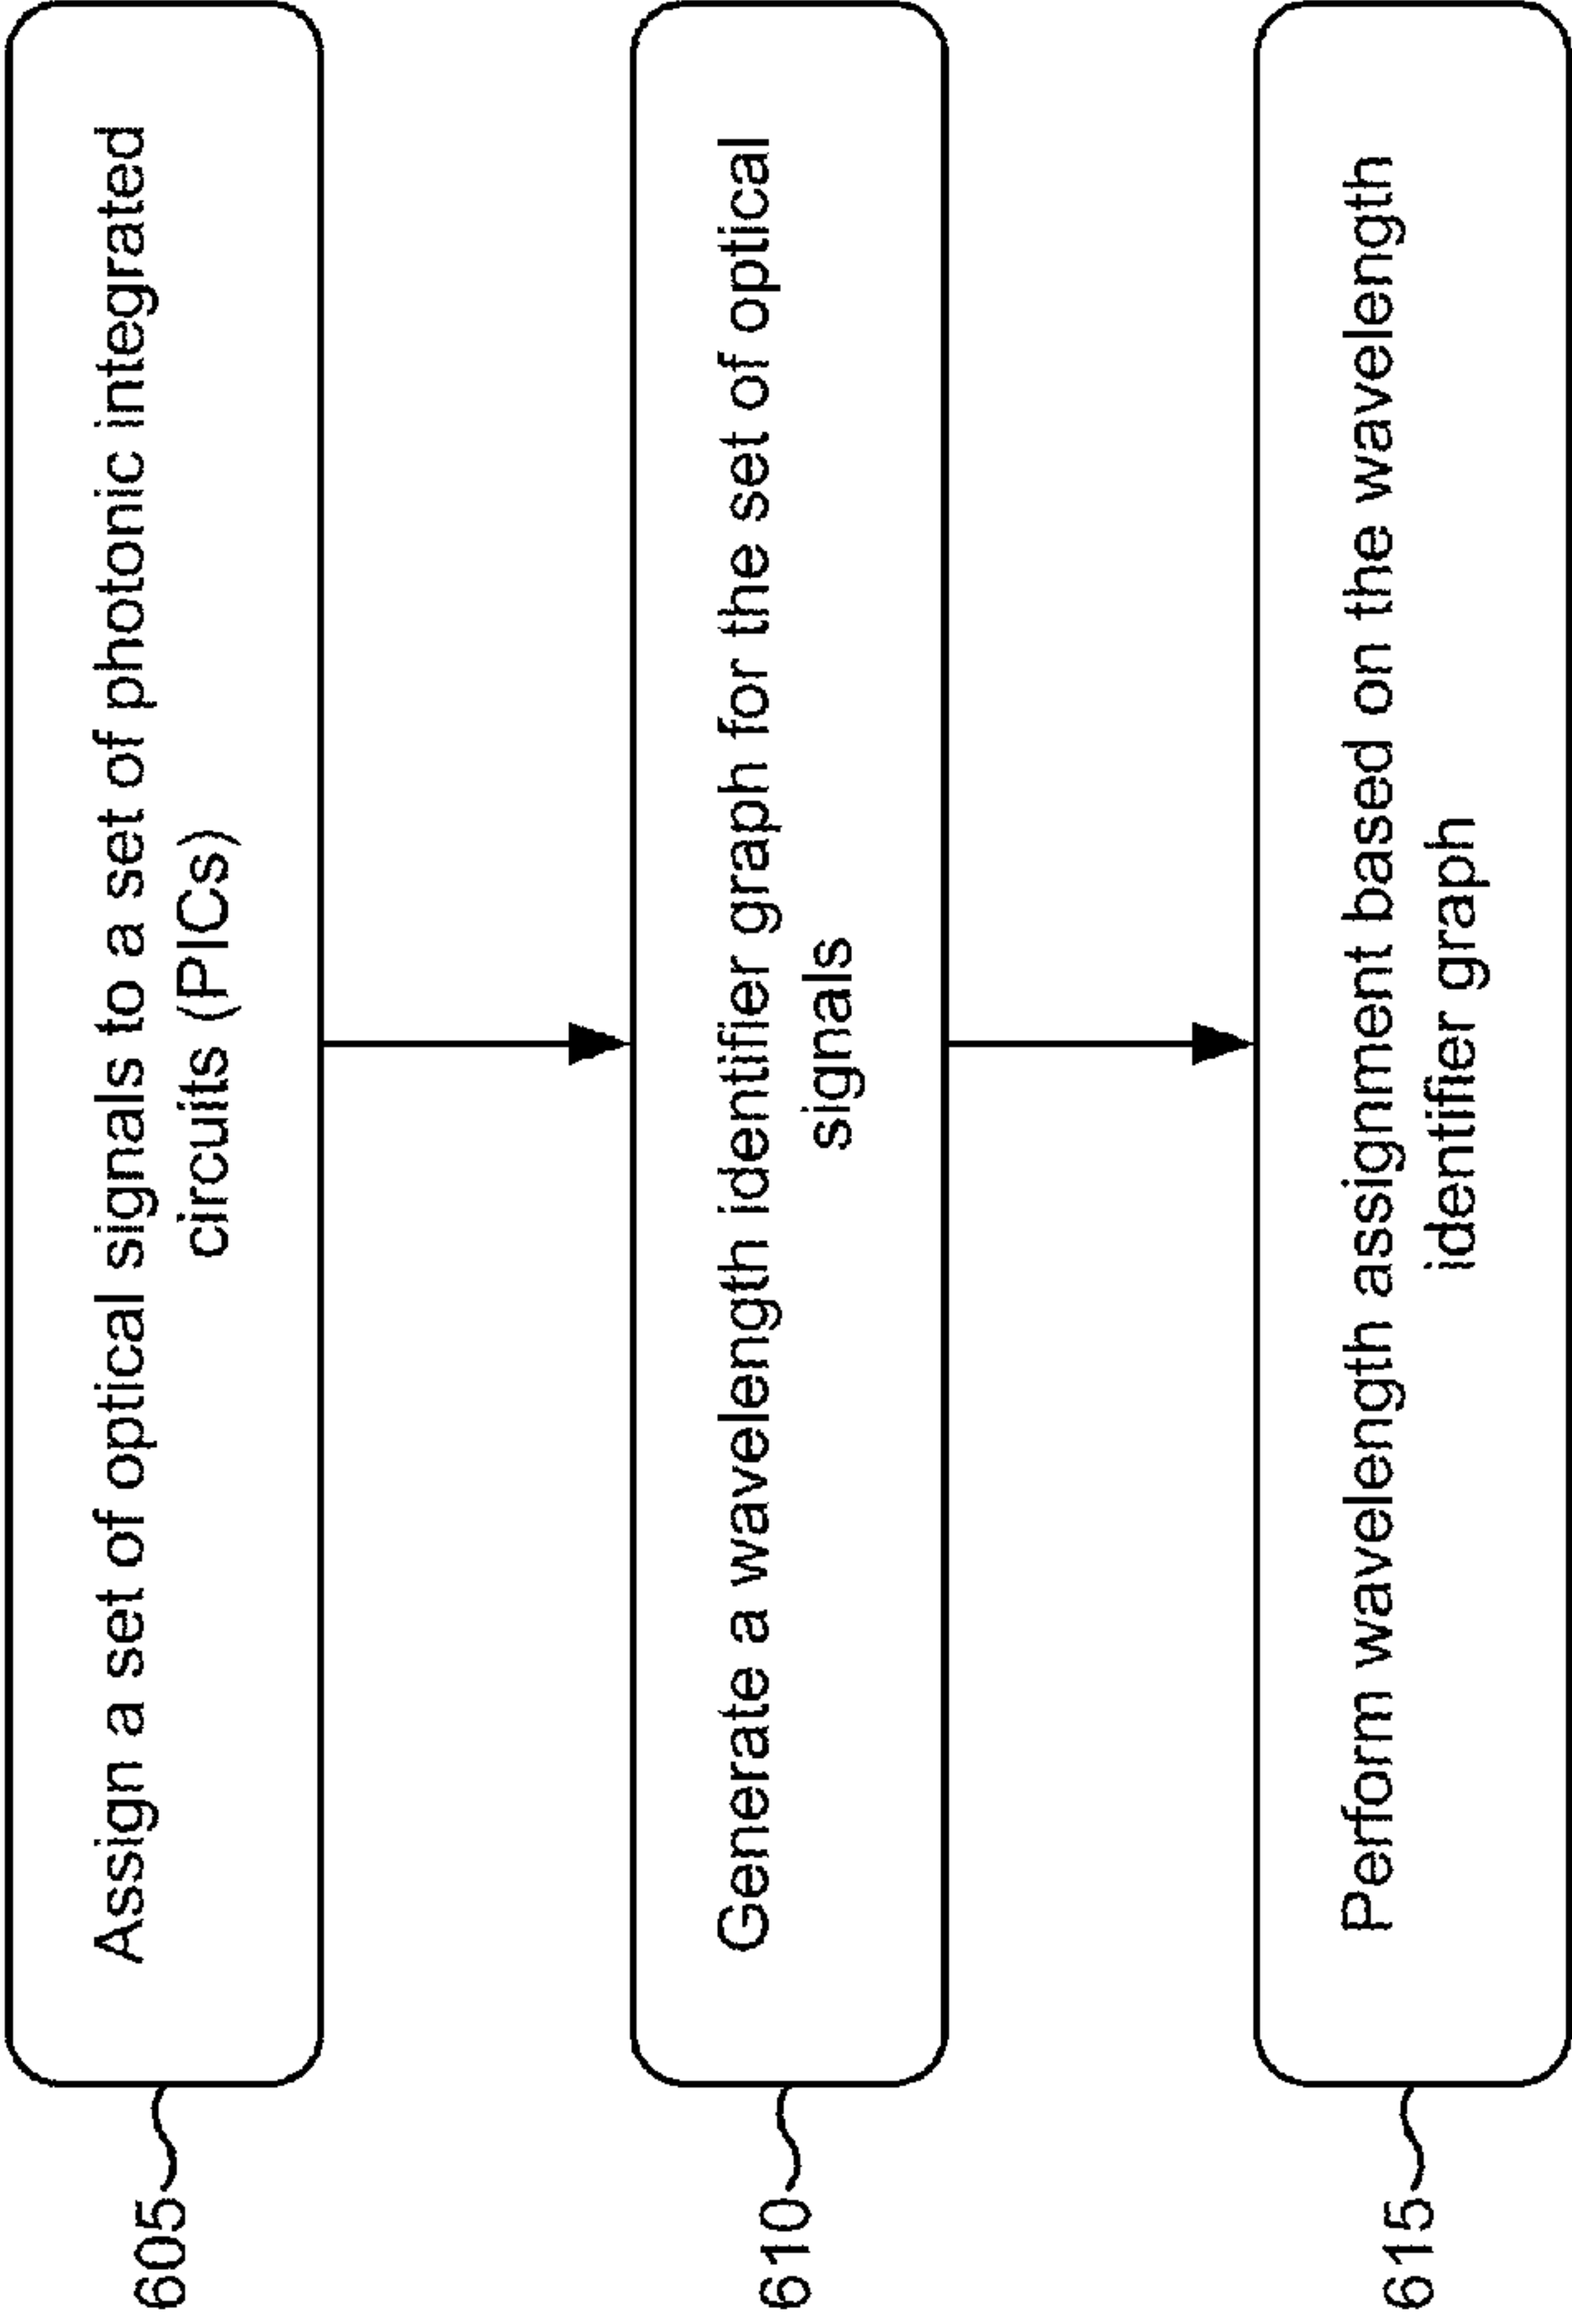 605
Assign a set of optical signals to a set of photonic integrated
circuits (PICs)
610
Generate a wavelength identifier graph for the set of optical
signals
615
Perform wavelength assignment based on the wavelength
identifier graph